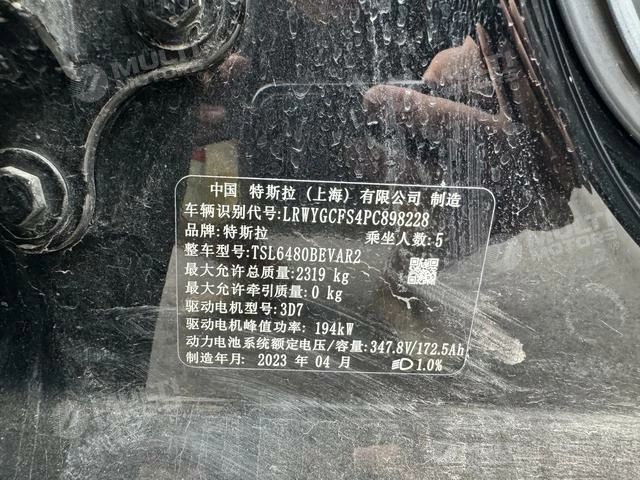 中国 特斯拉（上海）有限公司 制造
车辆识别代号:LRWYGCFS4PC898228
品牌:特斯拉 乘坐人数:5
整车型号:TSL6480BEVAR2
最大允许总质量:2319 kg
最大允许牵引质量:0 kg
驱动电机型号:3D7
驱动电机峰值功率: 194kW
动力电池系统额定电压/容量:347.8V/172.5Ah
制造年月: 2023 年 04 月 1.0%
MULTI
MULTI
MULTI
MULTI